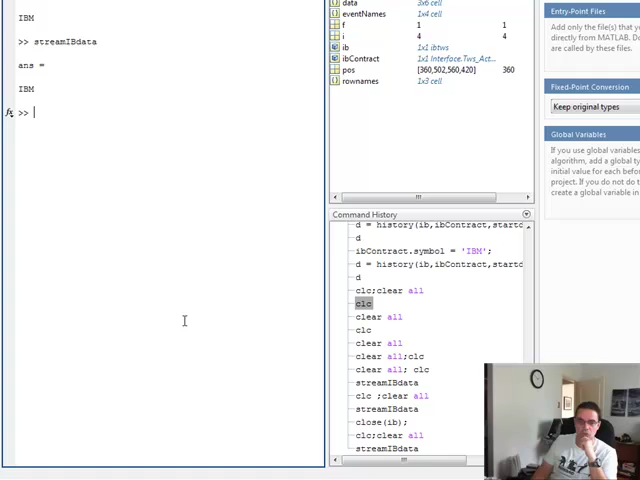 IBM
>> streamIBdata
ans =
IBM
fx >>
data 3x6 cell
eventNames 1x4 cell
f 1 1
i 4 4
ib 1x1 ibtws
ibContract 1x1 Interface.Tws_Act...
pos [360,502,560,420] 360
rownames 1x3 cell
Command History
d = history(ib,ibContract,startd
d
ibContract.symbol = 'IBM';
d = history(ib,ibContract,startd
d
clc;clear all
clc
clear all
clc
clear all
clear all;clc
clear all; clc
streamIBdata
clc ;clear all
streamIBdata
close(ib);
clc;clear all
streamIBdata
Entry-Point Files
Add only the file(s) that yo
directly from MATLAB. Do
are called by these files.
Fixed-Point Conversion
Keep original types
Global Variables
If you use global variables
algorithm, add a global ty
initial value for each befor
project. If you do not do t
create a global variable in